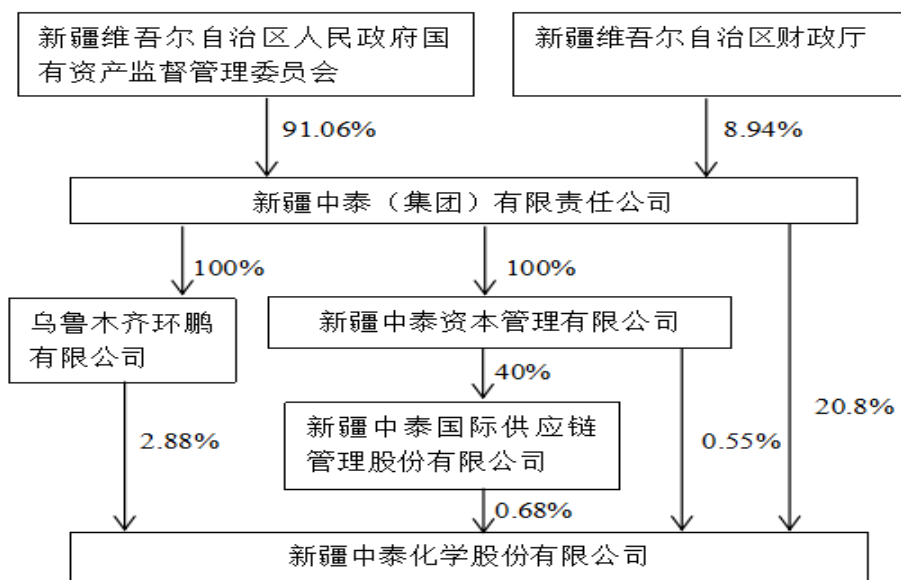 新疆维吾尔自治区人民政府国
有资产监督管理委员会
新疆维吾尔自治区财政厅
91.06%
8.94%
新疆中泰（集团）有限责任公司
100%
100%
乌鲁木齐环鹏
有限公司
新疆中泰资本管理有限公司
40%
20.8%
新疆中泰国际供应链
管理股份有限公司
2.88%
0.55%
0.68%
新疆中泰化学股份有限公司